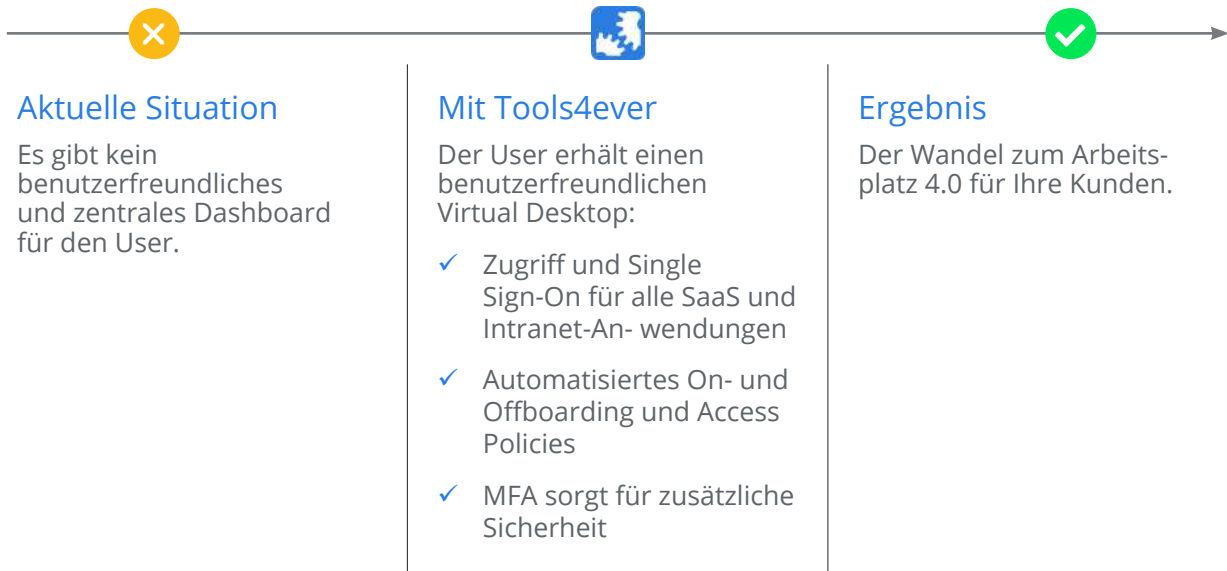 Aktuelle Situation
Es gibt kein
benutzerfreundliches
und zentrales Dashboard
für den User.
Mit Tools4ever
Der User erhält einen
benutzerfreundlichen
Virtual Desktop:
Zugriff und Single
Sign-On für alle SaaS und
Intranet-An- wendungen
Automatisiertes On- und
Offboarding und Access
Policies
MFA sorgt für zusätzliche
Sicherheit
Ergebnis
Der Wandel zum Arbeits-
platz 4.0 für Ihre Kunden.